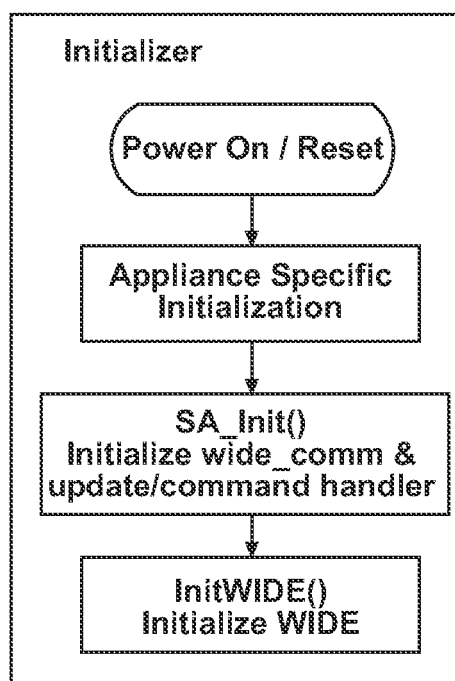 Initializer
Power On / Reset
Appliance Specific
Initialization
SA_Init()
Initialize wide_comm &
update/command handler
InitWIDE()
Initialize WIDE